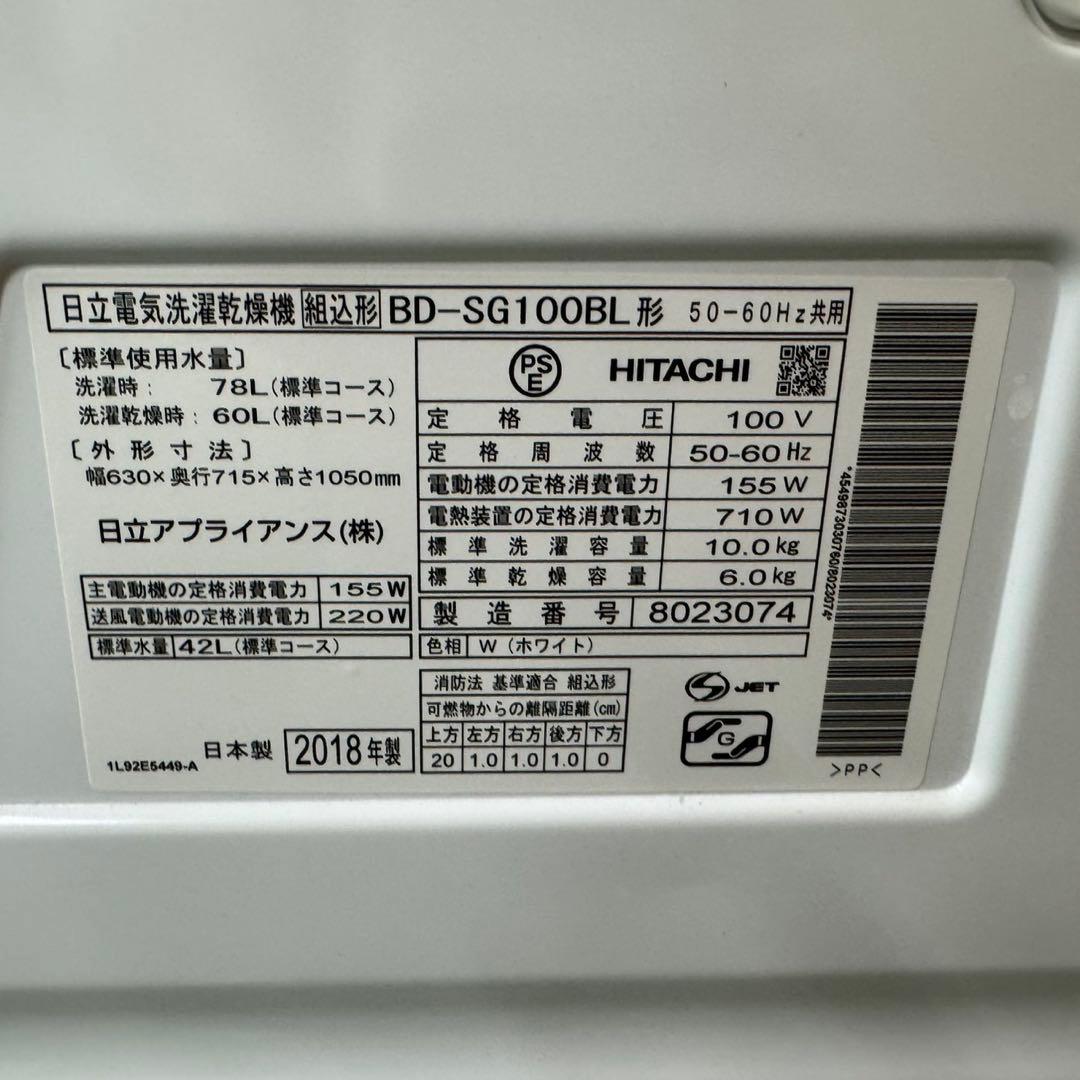 日立電気洗濯乾燥機 組込形 BD-SG100BL形 50-60Hz共用
〔標準使用水量〕
洗濯時: 78L(標準コース)
洗濯乾燥時: 60L(標準コース)
〔外形寸法〕
幅630×奥行715×高さ1050mm
日立アプライアンス(株)
主電動機の定格消費電力 155W
送風電動機の定格消費電力 220W
標準水量 42L(標準コース)
PSE HITACHI
定格電圧 100V
定格周波数 50-60Hz
電動機の定格消費電力 155W
電熱装置の定格消費電力 710W
標準洗濯容量 10.0kg
標準乾燥容量 6.0kg
製造番号 8023074
色相 W(ホワイト)
消防法 基準適合 組込形
可燃物からの離隔距離(cm)
上方 左方 右方 後方 下方
20 1.0 1.0 1.0 0
S JET
G
1L92E5449-A 日本製 2018年製
*4549873030760/8023074*
>PP<